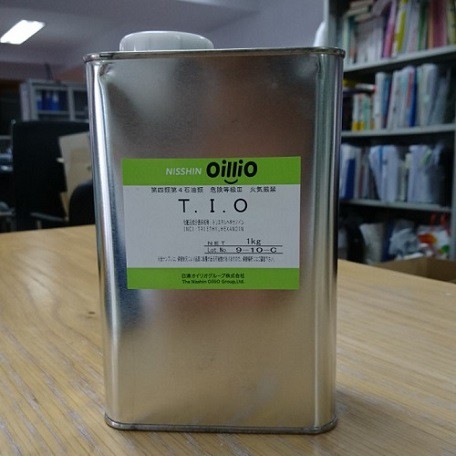 NISSHIN OilliO
第四類第4石油類 危険等級Ⅲ 火気厳禁
T.I.O
INCI : TRIETHYLHEXANOIN
NET 1kg
Lot.No 9-10-C
日清オイリオグループ株式会社
The Nisshin OilliO Group,Ltd.